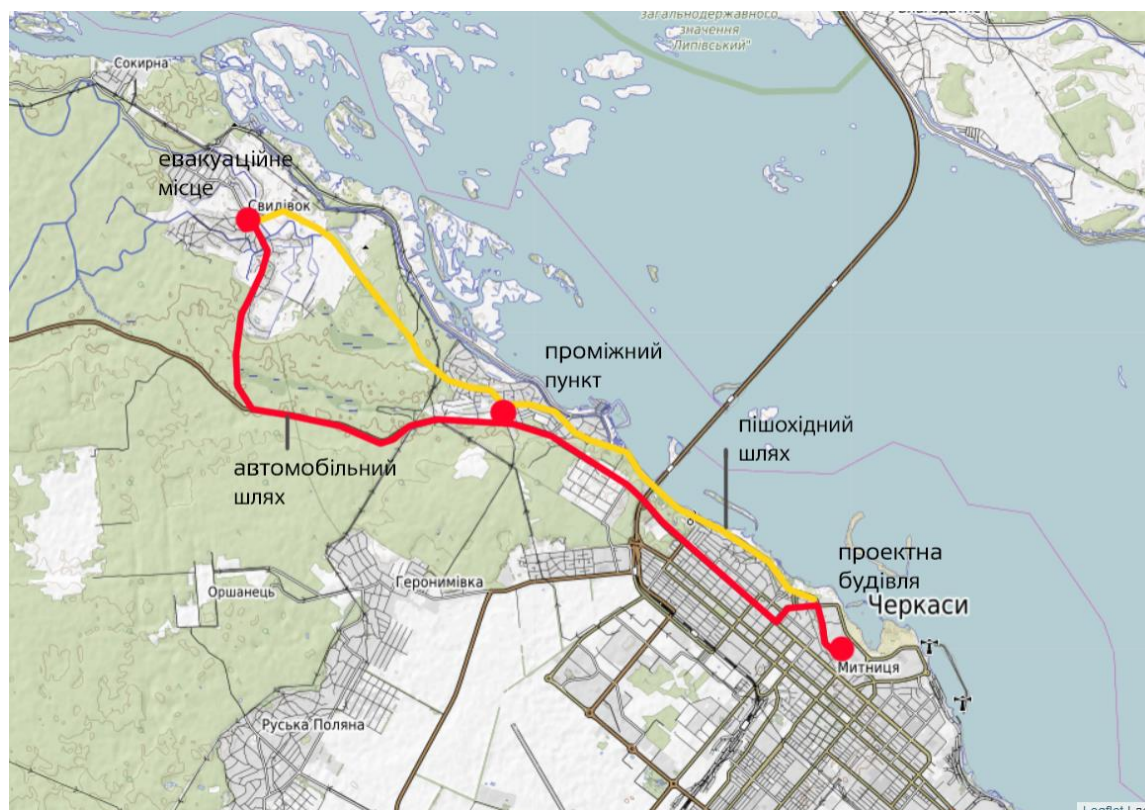 загальнодержавного
значення
"Липівський"
Сокирна
евакуаційне
місце
Свидівок
проміжний
пункт
пішохідний
шлях
автомобільний
шлях
проектна
будівля
Черкаси
Геронимівка
Оршанець
Митниця
Руська Поляна